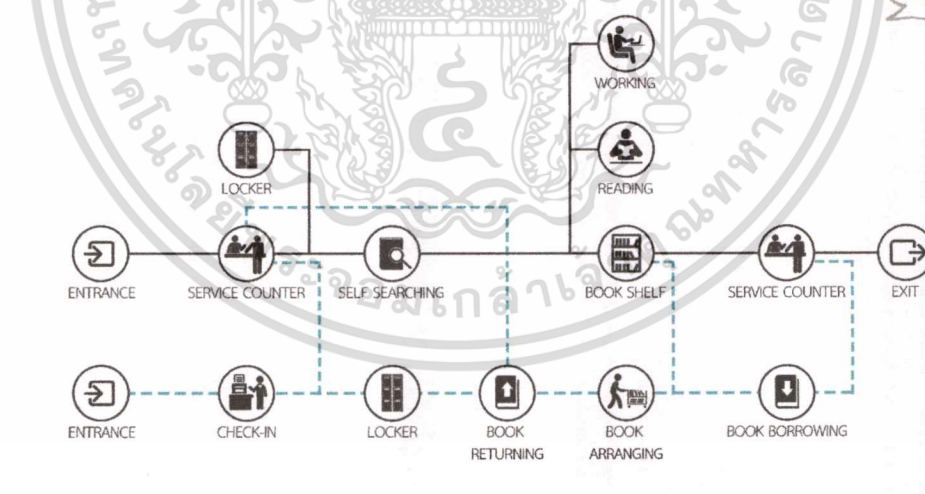 WORKING
LOCKER
READING
ENTRANCE
SERVICE COUNTER
SELF SEARCHING
BOOK SHELF
SERVICE COUNTER
EXIT
ENTRANCE
CHECK-IN
LOCKER
BOOK
RETURNING
BOOK
ARRANGING
BOOK BORROWING